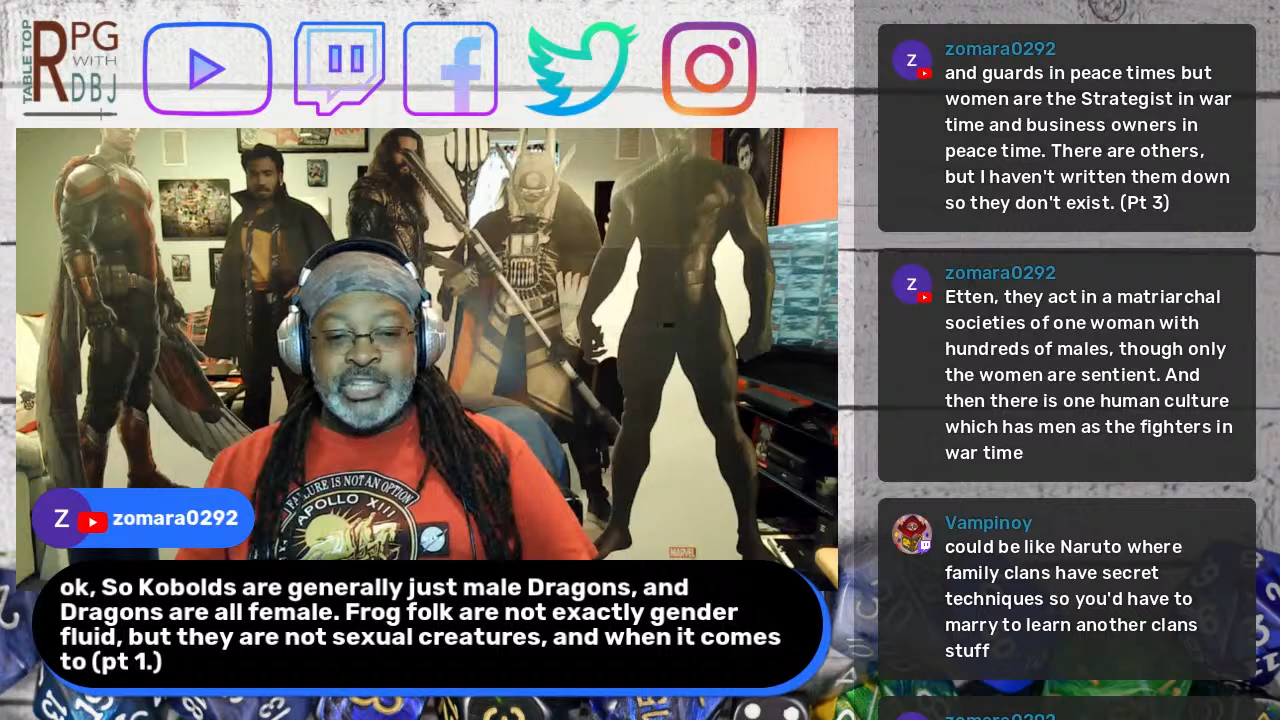 TABLE TOP
RPG
WITH
DBJ
zomara0292
and guards in peace times but
women are the Strategist in war
time and business owners in
peace time. There are others,
but I haven't written them down
so they don't exist. (Pt 3)
zomara0292
Etten, they act in a matriarchal
societies of one woman with
hundreds of males, though only
the women are sentient. And
then there is one human culture
which has men as the fighters in
war time
Vampinoy
could be like Naruto where
family clans have secret
techniques so you'd have to
marry to learn another clans
stuff
zomara0292
FAILURE IS NOT AN OPTION
APOLLO XIII
MARVEL
Z
zomara0292
ok, So Kobolds are generally just male Dragons, and
Dragons are all female. Frog folk are not exactly gender
fluid, but they are not sexual creatures, and when it comes
to (pt 1.)